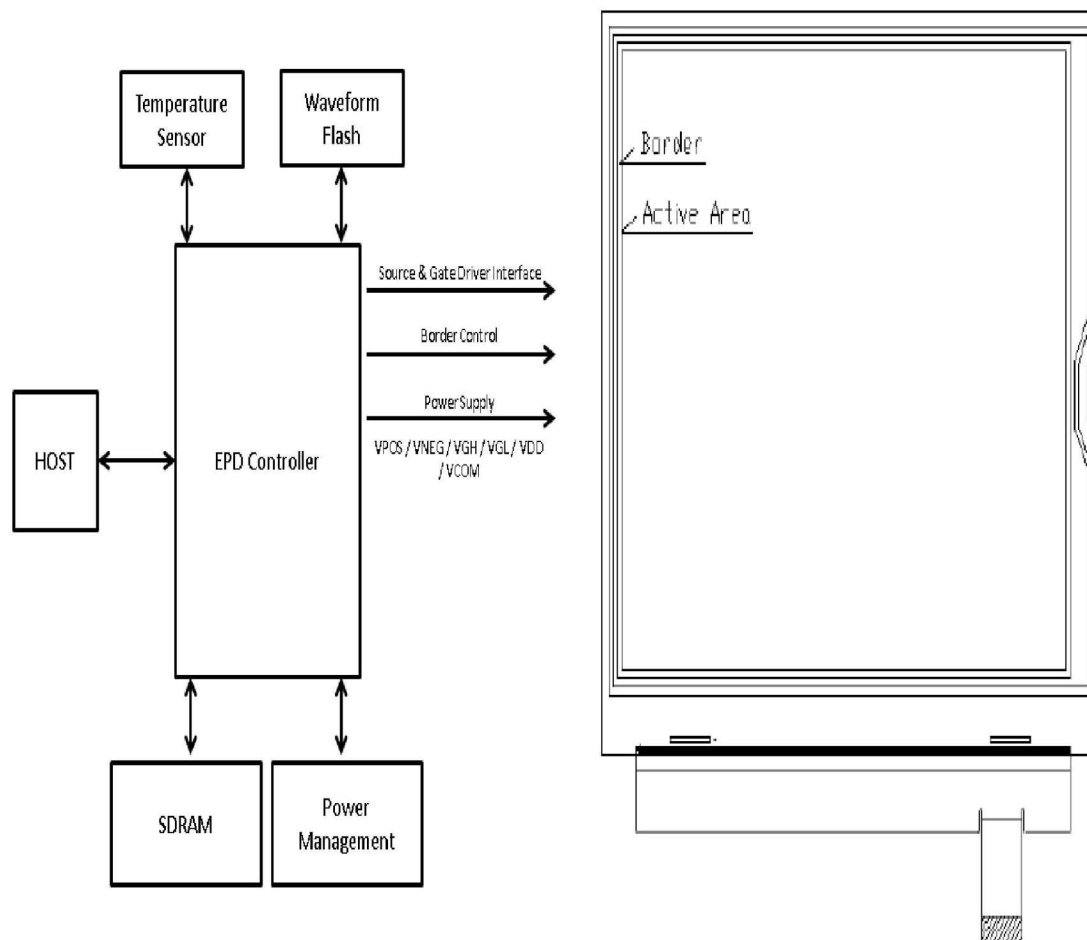 Temperature
Sensor
Waveform
Flash
Source & Gate Driver Interface
Border Control
Power Supply
VPOS / VNEG / VGH / VGL / VDD
/ VCOM
HOST
EPD Controller
SDRAM
Power
Management
Border
Active Area